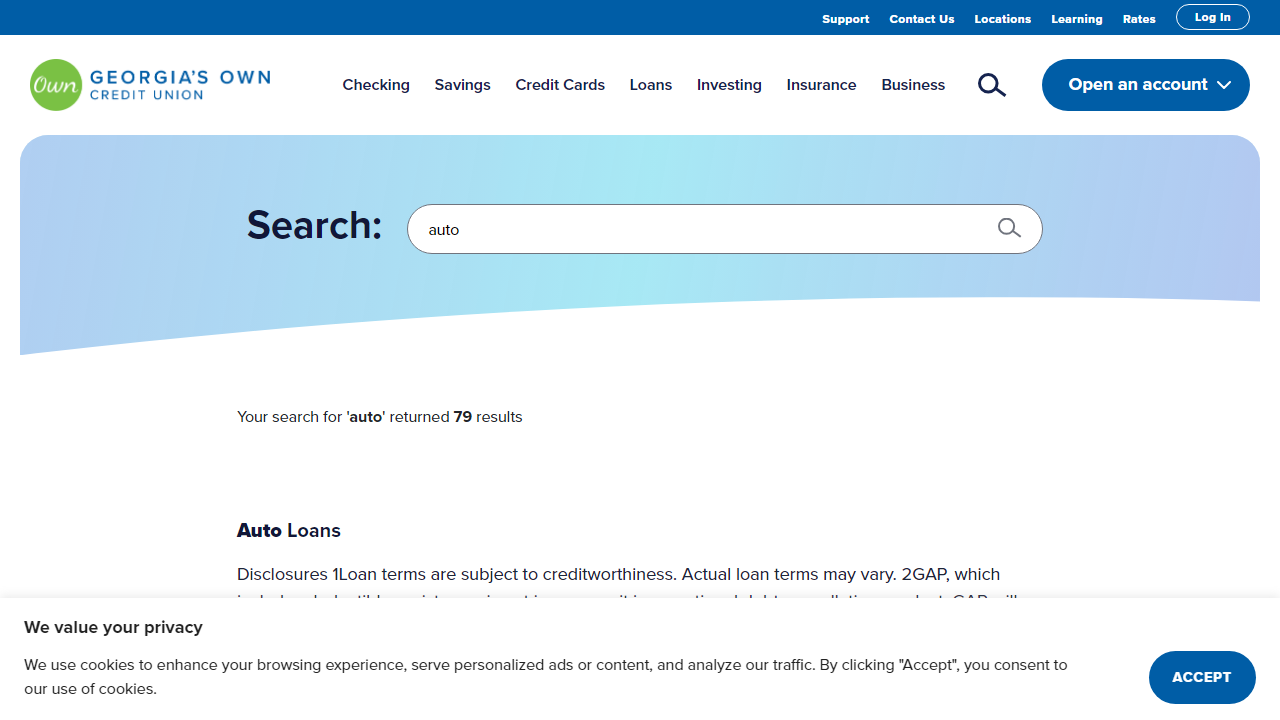 Support Contact Us Locations Learning Rates Log In
Own GEORGIA'S OWN
CREDIT UNION
Checking Savings Credit Cards Loans Investing Insurance Business Open an account
Search: auto
Your search for 'auto' returned 79 results
Auto Loans
Disclosures 1Loan terms are subject to creditworthiness. Actual loan terms may vary. 2GAP, which
We value your privacy
We use cookies to enhance your browsing experience, serve personalized ads or content, and analyze our traffic. By clicking "Accept", you consent to
our use of cookies.
ACCEPT